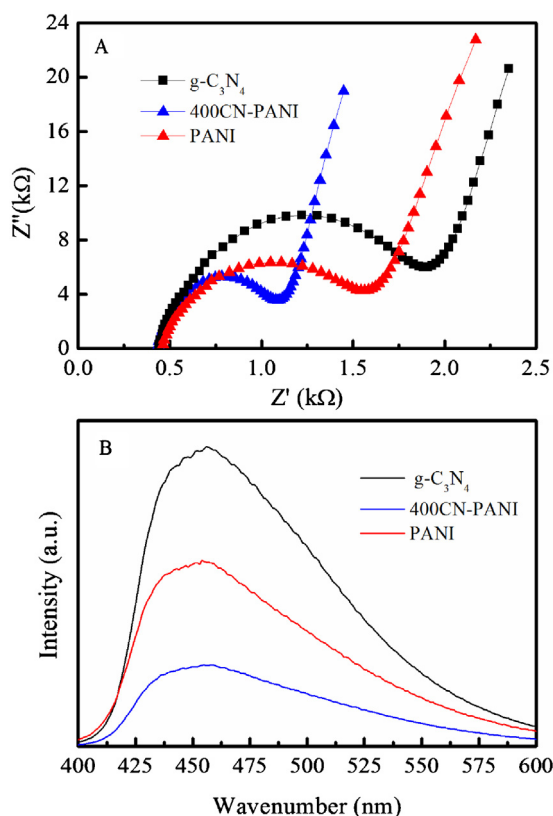 A
g-C₃N₄
400CN-PANI
PANI
Z'' (kΩ)
24
20
16
12
8
4
0
0.0 0.5 1.0 1.5 2.0 2.5
Z' (kΩ)
B
g-C₃N₄
400CN-PANI
PANI
Intensity (a.u.)
400 425 450 475 500 525 550 575 600
Wavenumber (nm)